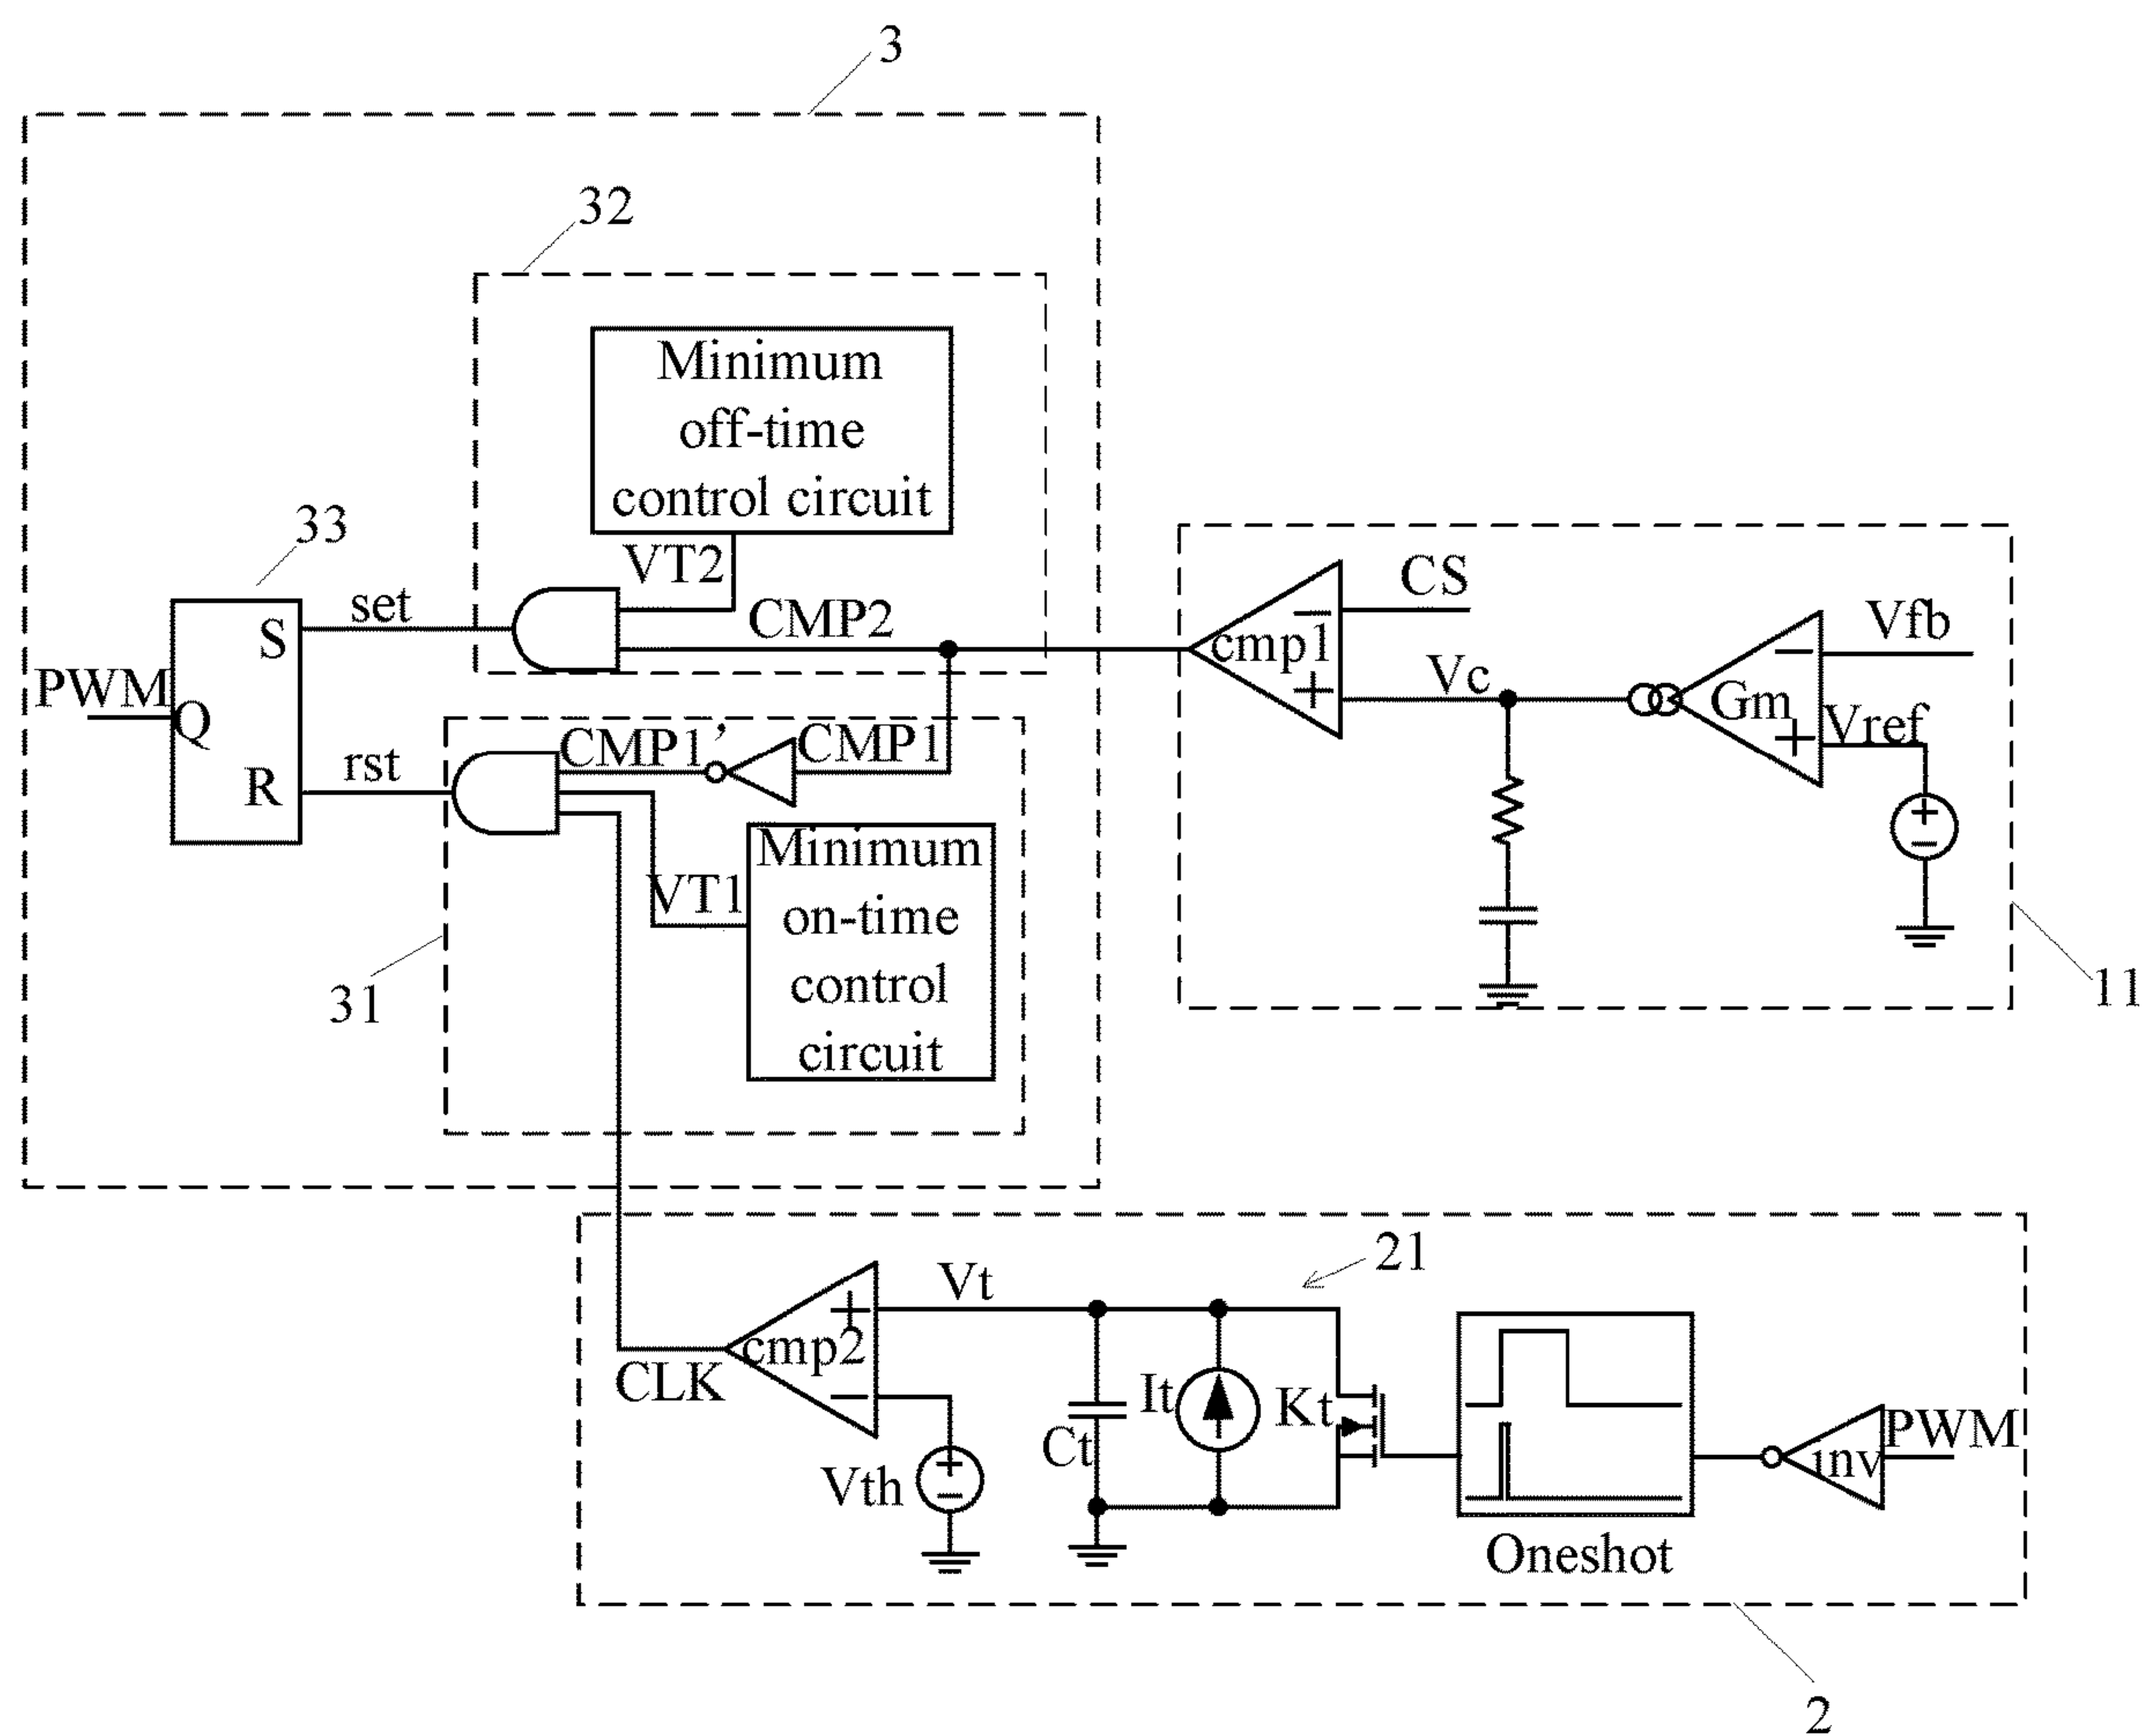 3
32
Minimum
off-time
control circuit
33
VT2
CS
set
CMP2
Vfb
S
cmp1
−
+
Vc
Gm
−
+
PWM
Q
Vref
CMP1’
CMP1
rst
R
+
−
Minimum
on-time
control
circuit
VT1
31
11
21
Vt
+
cmp2
−
CLK
It
Kt
Ct
PWM
inv
Vth
+
−
Oneshot
2